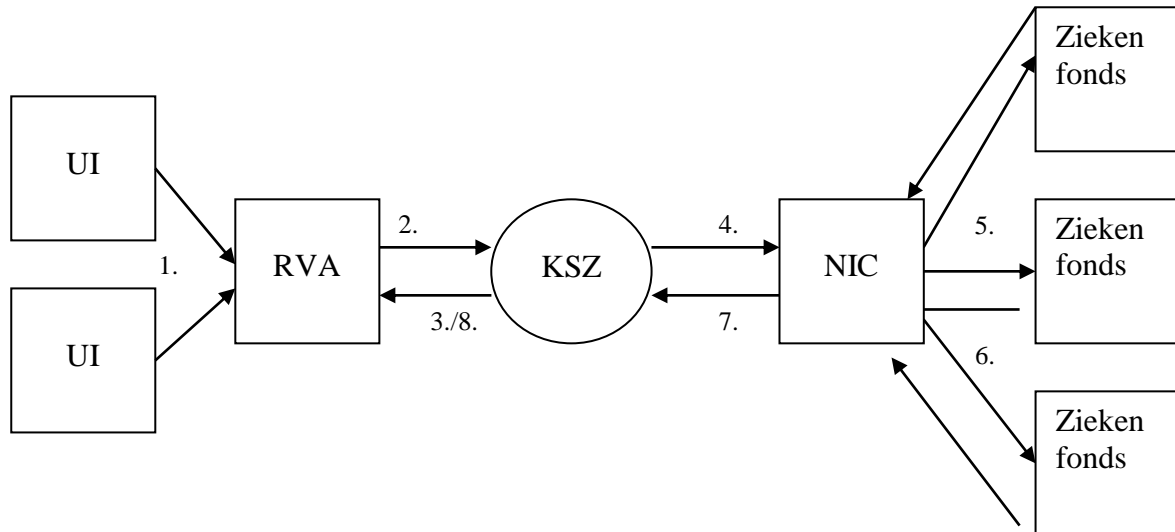 Zieken
fonds
UI
1.
RVA
2.
3./8.
KSZ
4.
7.
NIC
5.
6.
Zieken
fonds
UI
Zieken
fonds